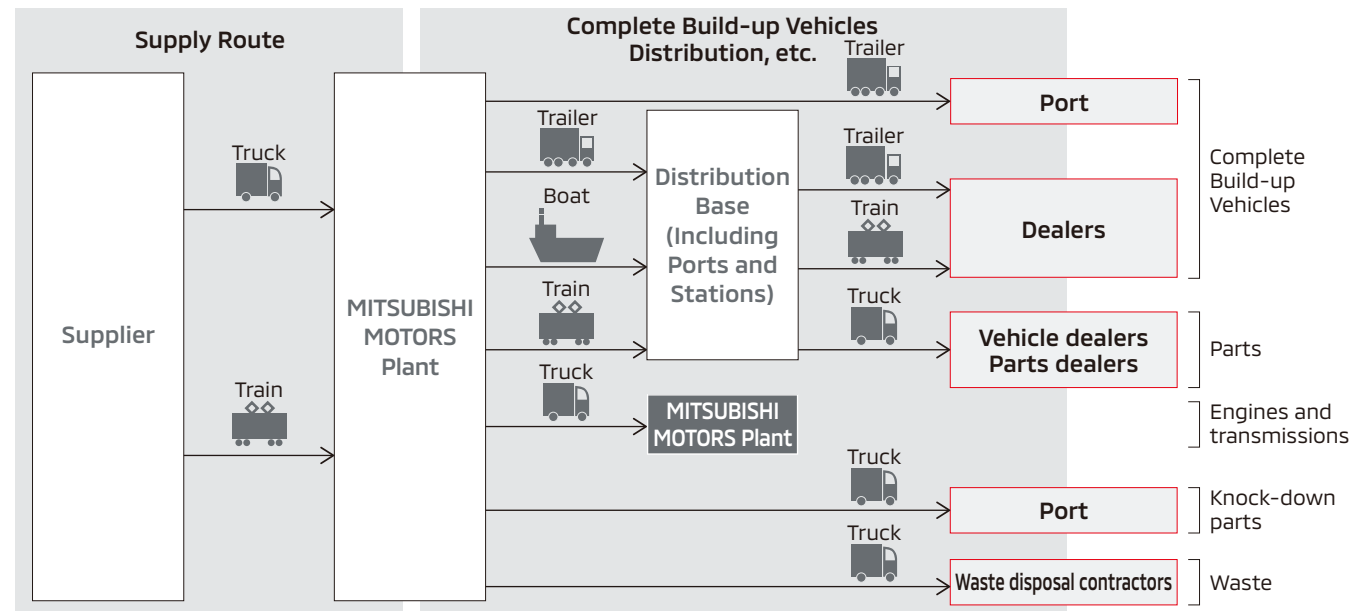 Supply Route
Complete Build-up Vehicles
Distribution, etc.
Supplier
Truck
Train
MITSUBISHI
MOTORS
Plant
Trailer
Trailer
Boat
Train
Truck
Distribution
Base
(Including
Ports and
Stations)
MITSUBISHI
MOTORS Plant
Trailer
Train
Truck
Truck
Truck
Port
Dealers
Vehicle dealers
Parts dealers
Port
Waste disposal contractors
Complete
Build-up
Vehicles
Parts
Engines and
transmissions
Knock-down
parts
Waste